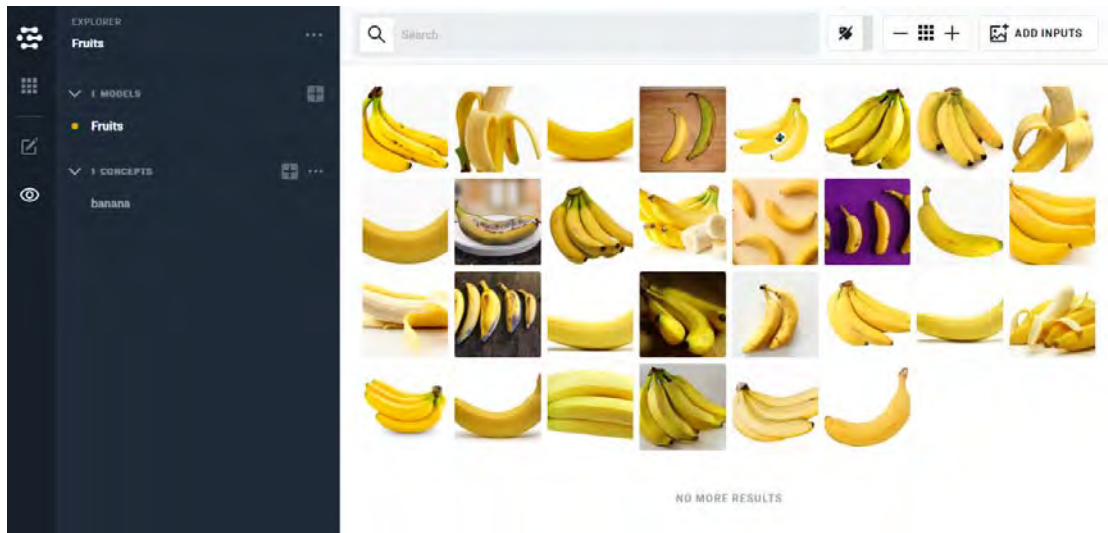 EXPLORER
Fruits
Search
ADD INPUTS
1 MODELS
Fruits
1 CONCEPTS
banana
NO MORE RESULTS